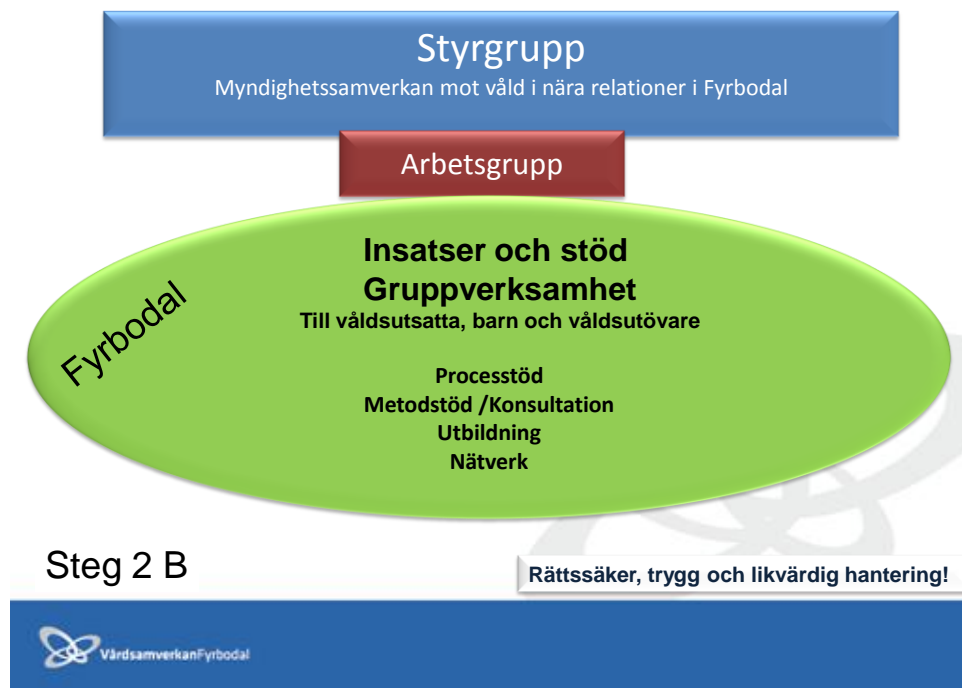 Styrgrupp
Myndighetssamverkan mot våld i nära relationer i Fyrbodal
Arbetsgrupp
Fyrbodal
Insatser och stöd
Gruppverksamhet
Till våldsutsatta, barn och våldsutövare
Processtöd
Metodstöd /Konsultation
Utbildning
Nätverk
Steg 2 B
Rättssäker, trygg och likvärdig hantering!
VårdsamverkanFyrbodal